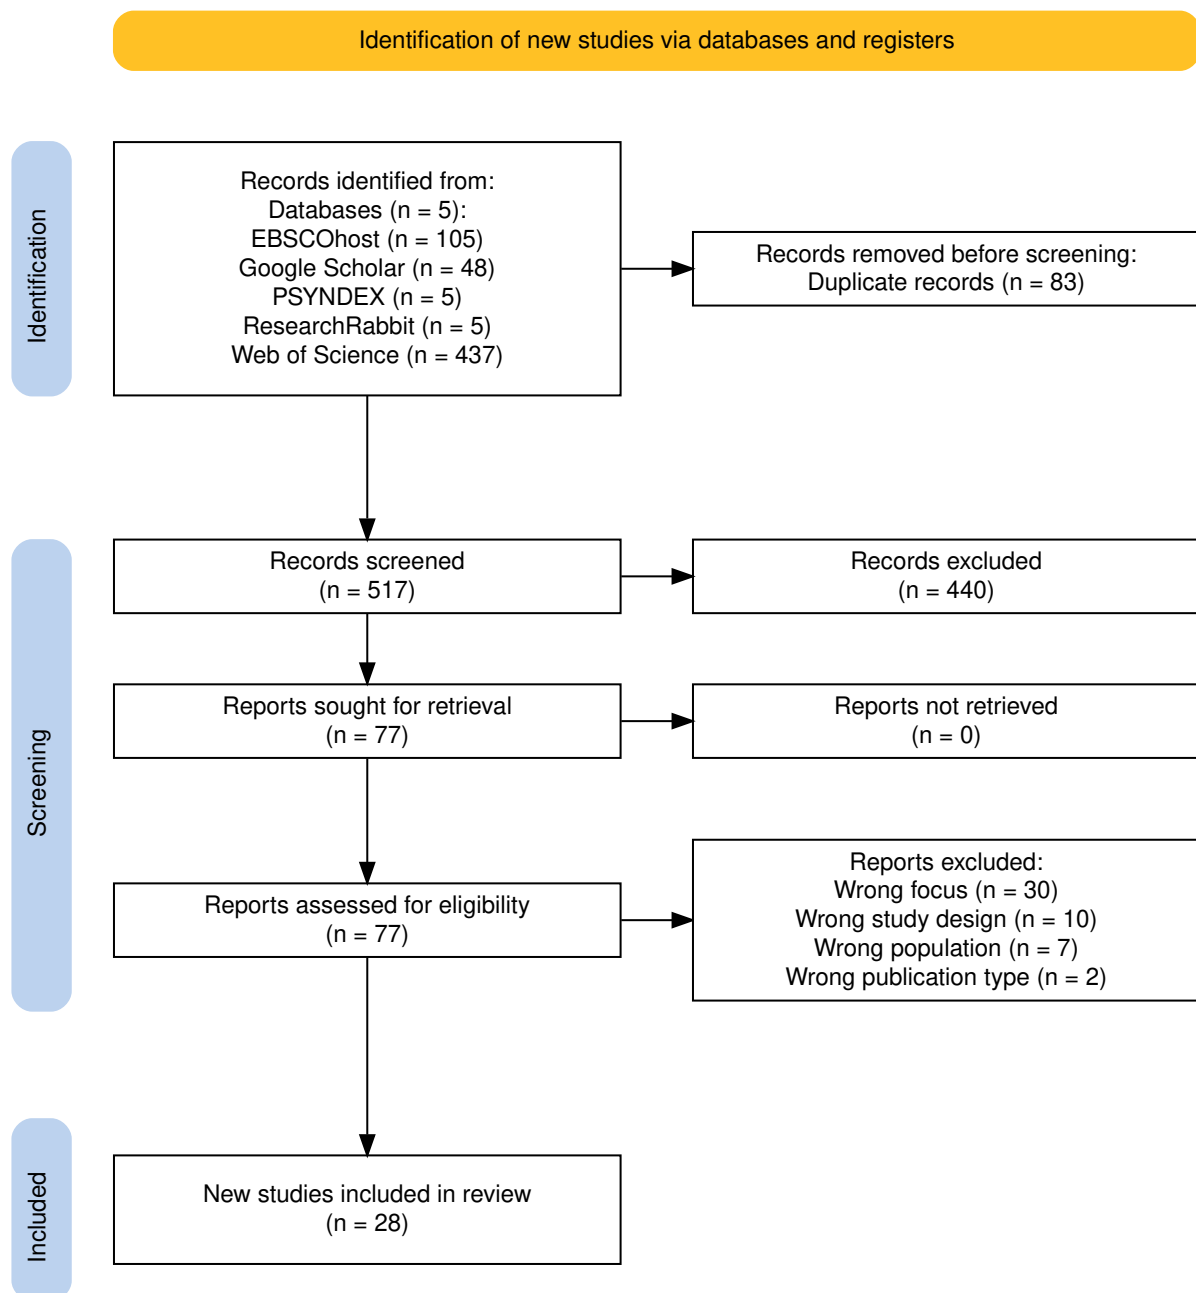 Identification of new studies via databases and registers
Identification
Records identified from:
Databases (n = 5):
EBSCOhost (n = 105)
Google Scholar (n = 48)
PSYNDEX (n = 5)
ResearchRabbit (n = 5)
Web of Science (n = 437)
Records removed before screening:
Duplicate records (n = 83)
Screening
Records screened
(n = 517)
Records excluded
(n = 440)
Reports sought for retrieval
(n = 77)
Reports not retrieved
(n = 0)
Reports assessed for eligibility
(n = 77)
Reports excluded:
Wrong focus (n = 30)
Wrong study design (n = 10)
Wrong population (n = 7)
Wrong publication type (n = 2)
Included
New studies included in review
(n = 28)